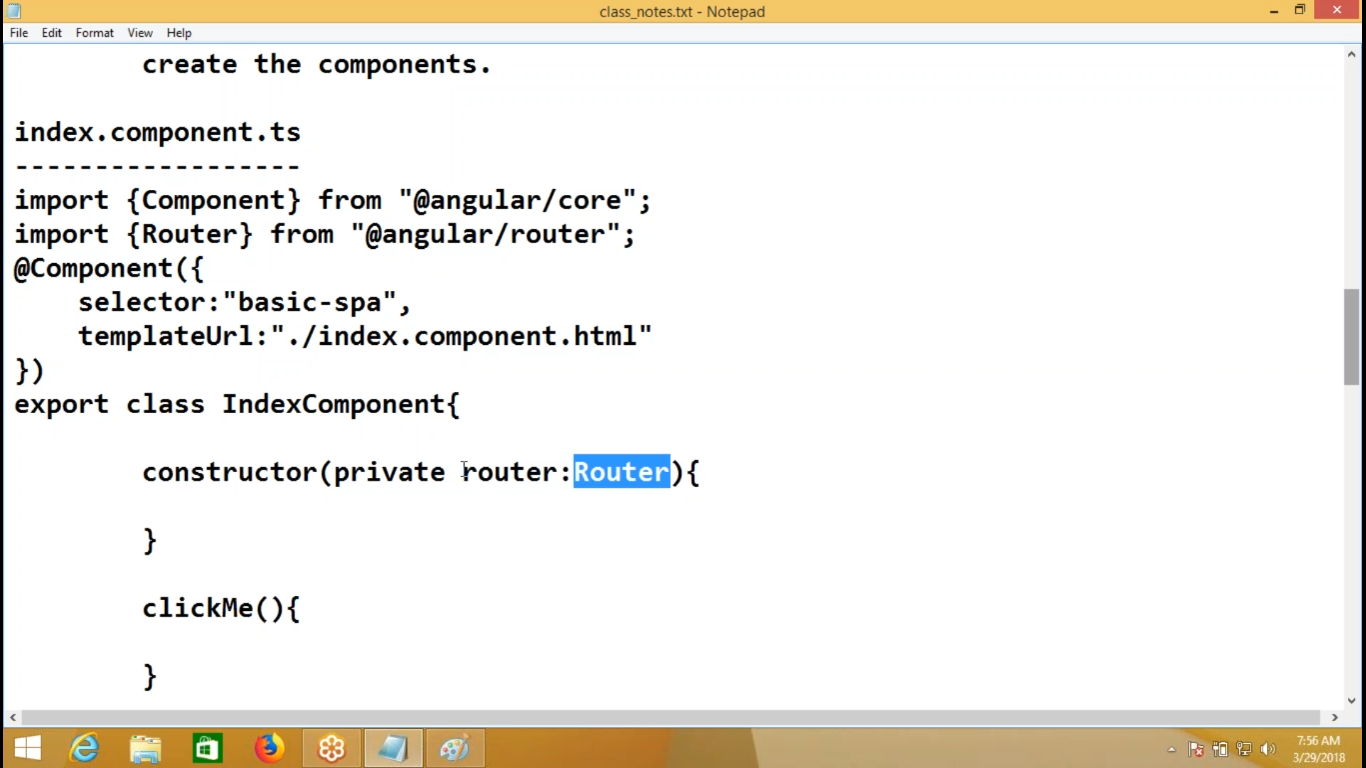 class_notes.txt - Notepad
File Edit Format View Help
create the components.
index.component.ts
------------------
import {Component} from "@angular/core";
import {Router} from "@angular/router";
@Component({
selector:"basic-spa",
templateUrl:"./index.component.html"
})
export class IndexComponent{
constructor(private router:Router){
}
clickMe(){
}
7:56 AM
3/29/2018